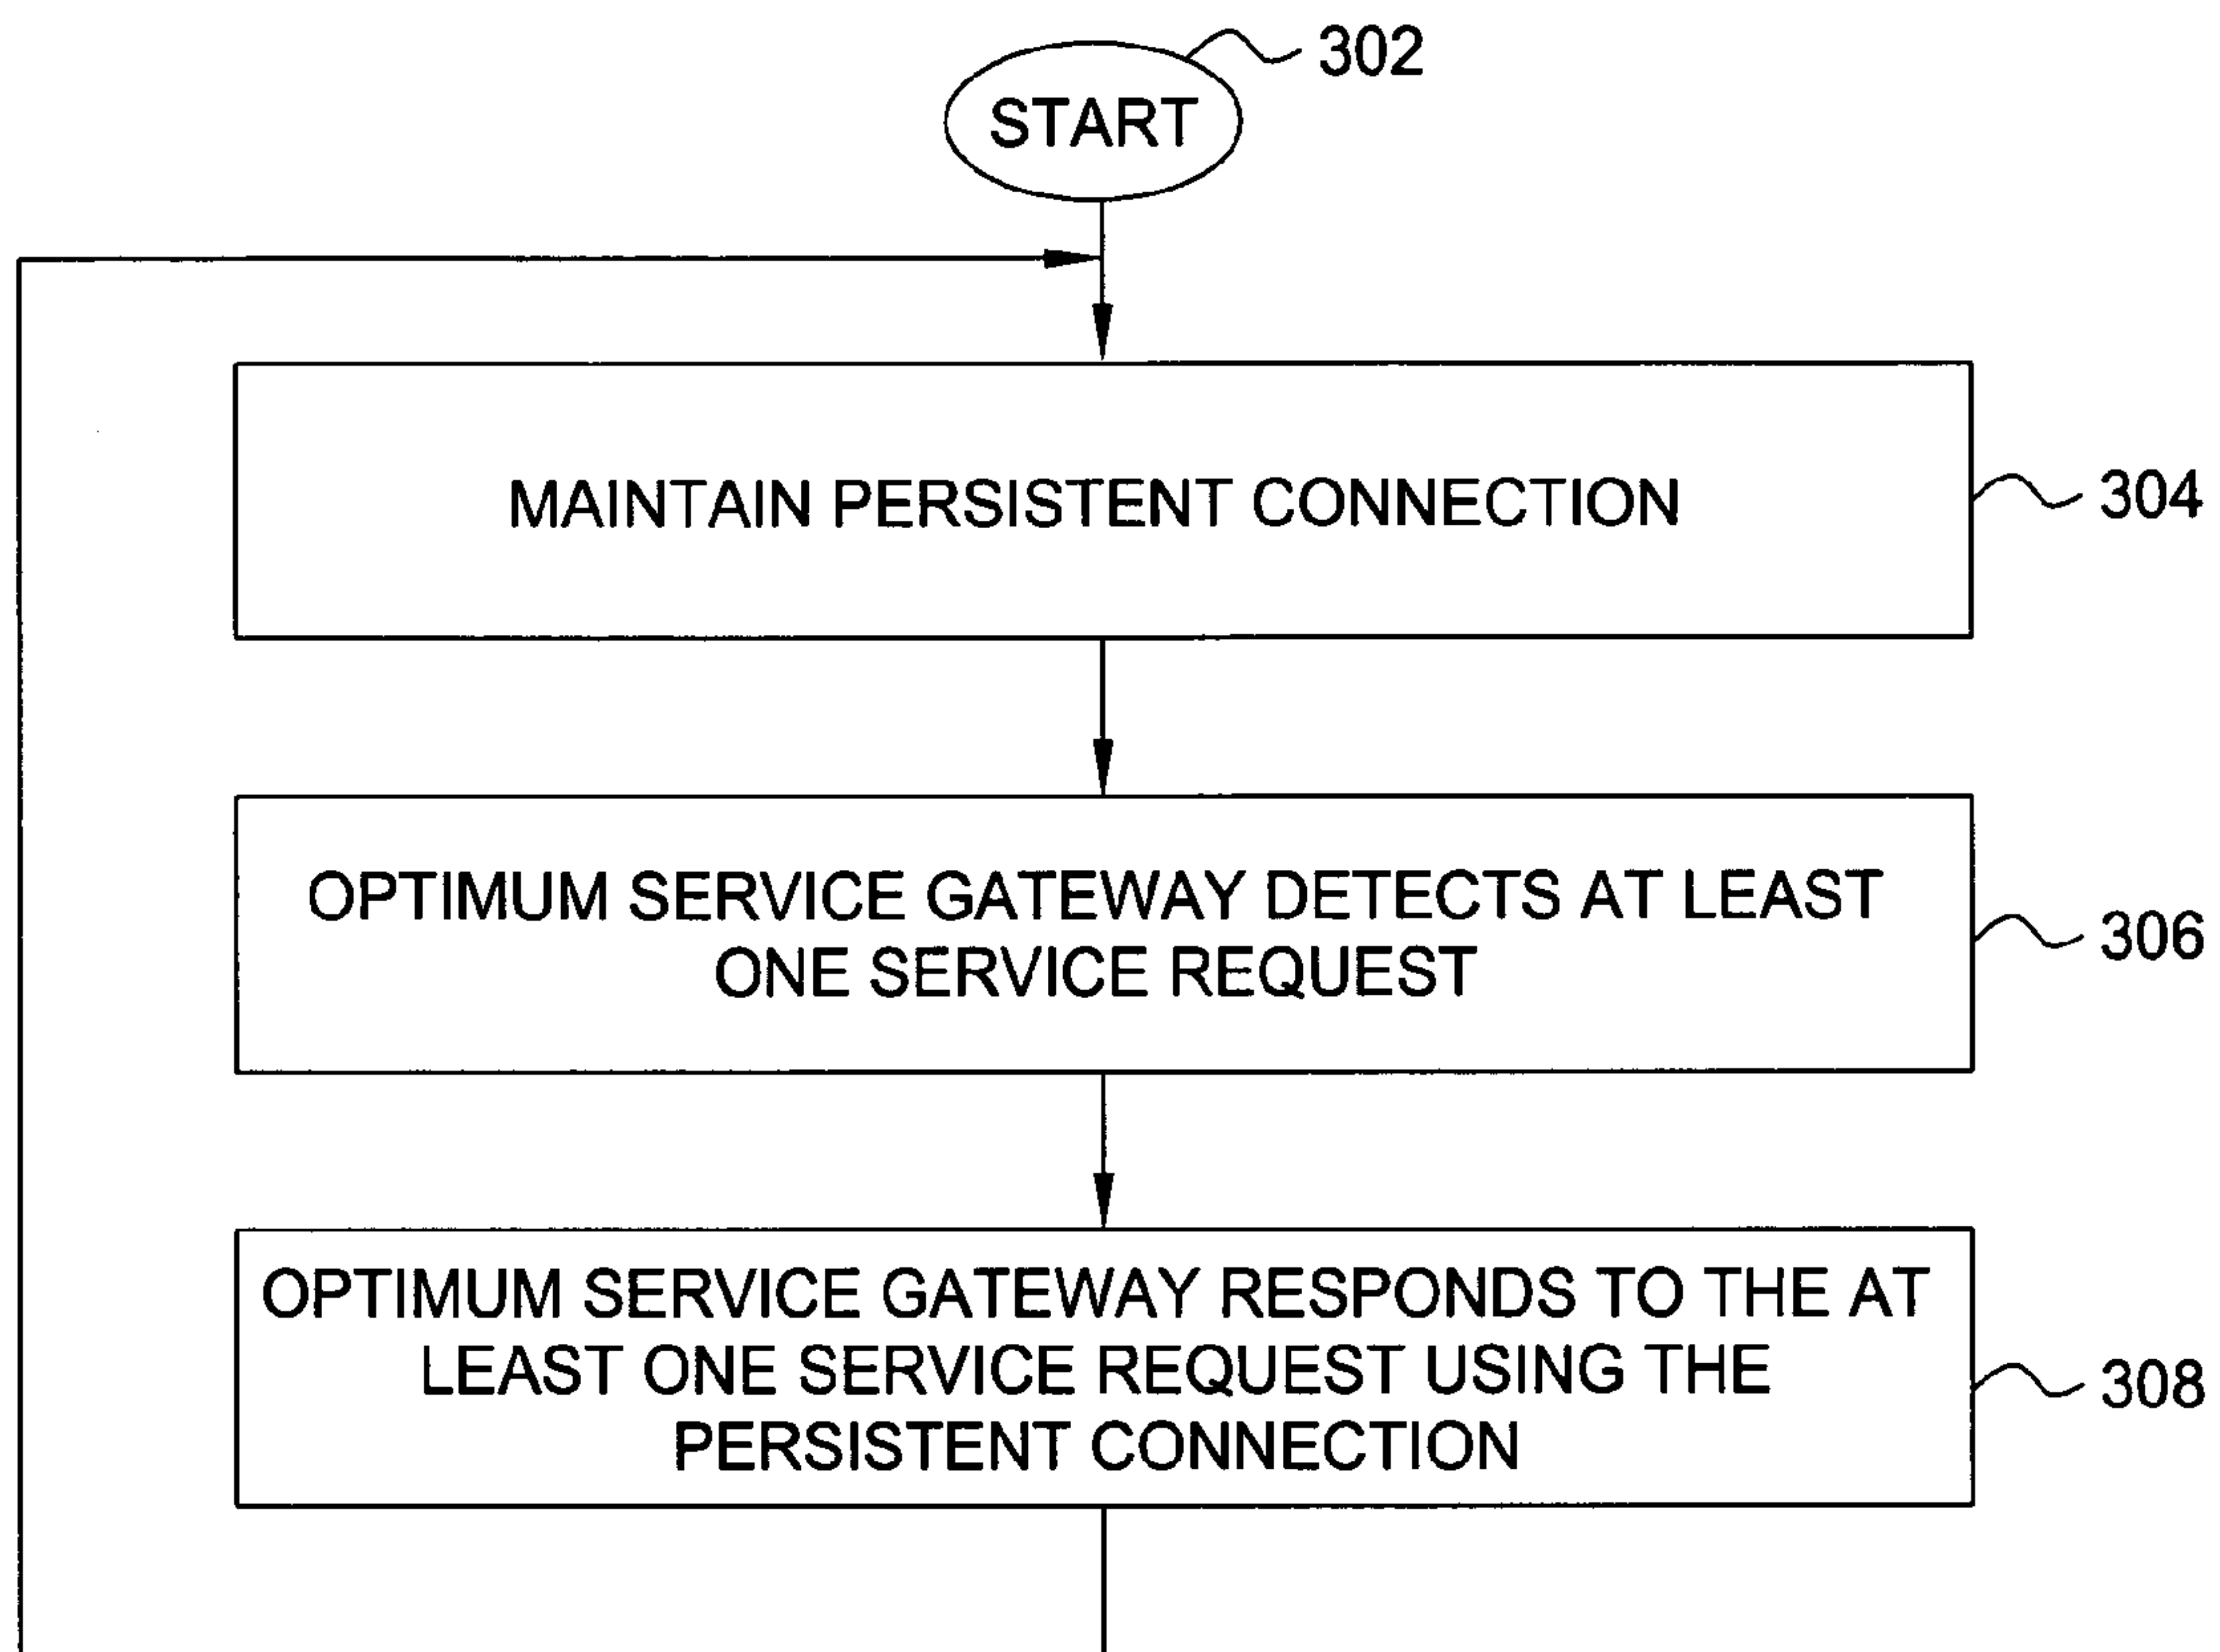 302
START
MAINTAIN PERSISTENT CONNECTION
304
OPTIMUM SERVICE GATEWAY DETECTS AT LEAST
ONE SERVICE REQUEST
306
OPTIMUM SERVICE GATEWAY RESPONDS TO THE AT
LEAST ONE SERVICE REQUEST USING THE
PERSISTENT CONNECTION
308